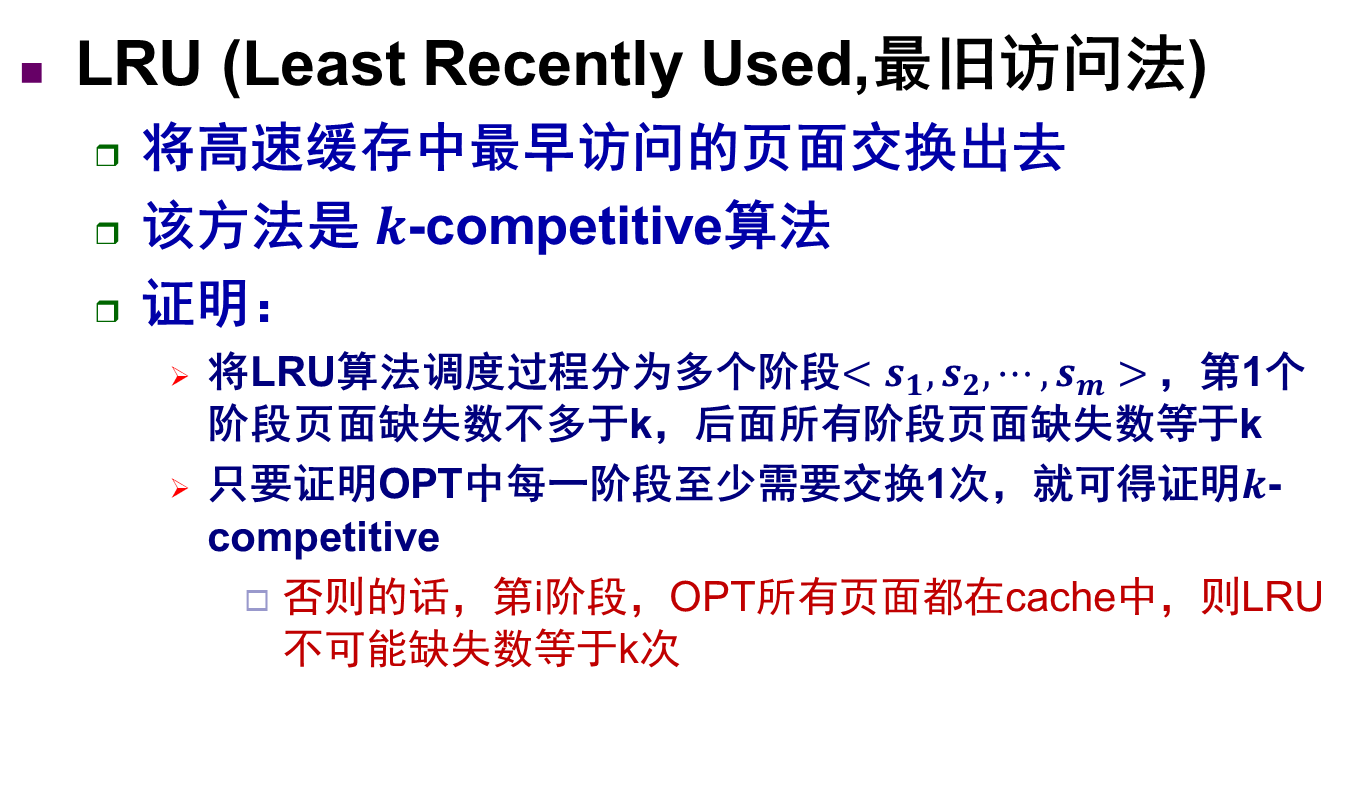 LRU (Least Recently Used,最旧访问法)
将高速缓存中最早访问的页面交换出去
该方法是 k-competitive算法
证明：
将LRU算法调度过程分为多个阶段< s₁, s₂, ⋯ , sₘ >，第1个
阶段页面缺失数不多于k，后面所有阶段页面缺失数等于k
只要证明OPT中每一阶段至少需要交换1次，就可得证明k-
competitive
否则的话，第i阶段，OPT所有页面都在cache中，则LRU
不可能缺失数等于k次